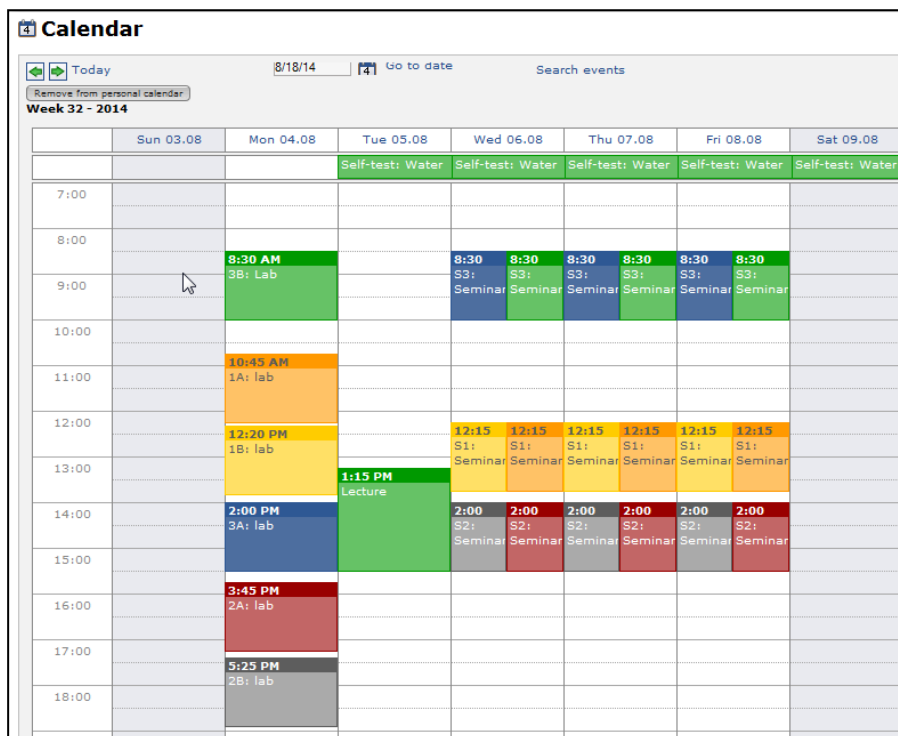 4 Calendar
Today 8/18/14 4 Go to date Search events
Remove from personal calendar
Week 32 - 2014
Sun 03.08 Mon 04.08 Tue 05.08 Wed 06.08 Thu 07.08 Fri 08.08 Sat 09.08
Self-test: Water Self-test: Water Self-test: Water Self-test: Water Self-test: Water
7:00
8:00
8:30 AM 8:30 8:30 8:30 8:30 8:30 8:30
3B: Lab S3: S3: S3: S3: S3: S3:
9:00 Seminar Seminar Seminar Seminar Seminar Seminar
10:00
10:45 AM
11:00 1A: lab
12:00
12:20 PM 12:15 12:15 12:15 12:15 12:15 12:15
1B: lab S1: S1: S1: S1: S1: S1:
13:00 Seminar Seminar Seminar Seminar Seminar Seminar
1:15 PM
Lecture
14:00 2:00 PM 2:00 2:00 2:00 2:00 2:00 2:00
3A: lab S2: S2: S2: S2: S2: S2:
Seminar Seminar Seminar Seminar Seminar Seminar
15:00
3:45 PM
16:00 2A: lab
17:00
5:25 PM
2B: lab
18:00